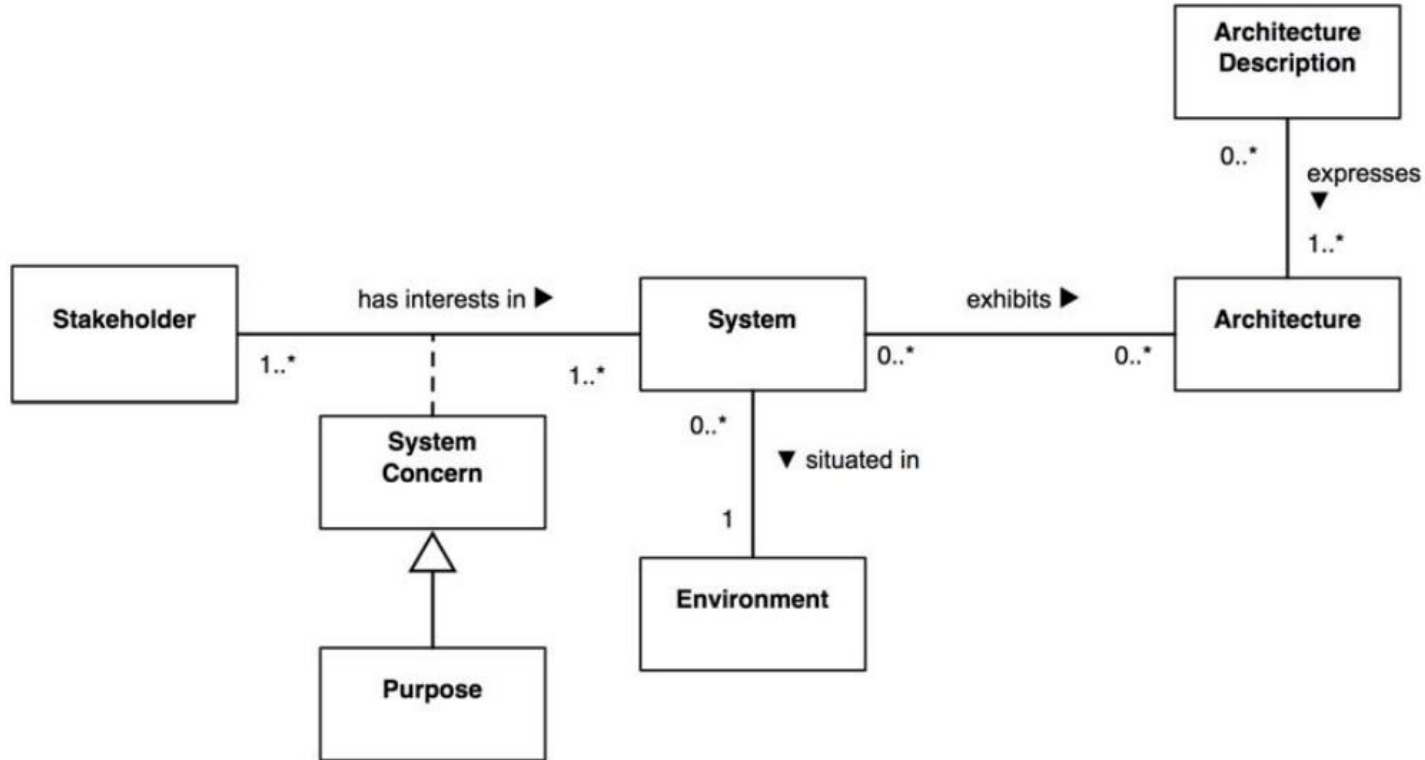 Architecture
Description
0..*
expresses
▼
1..*
Stakeholder
has interests in ▶
System
exhibits ▶
Architecture
1..*
1..*
0..*
0..*
System
Concern
0..*
▼ situated in
1
Environment
Purpose